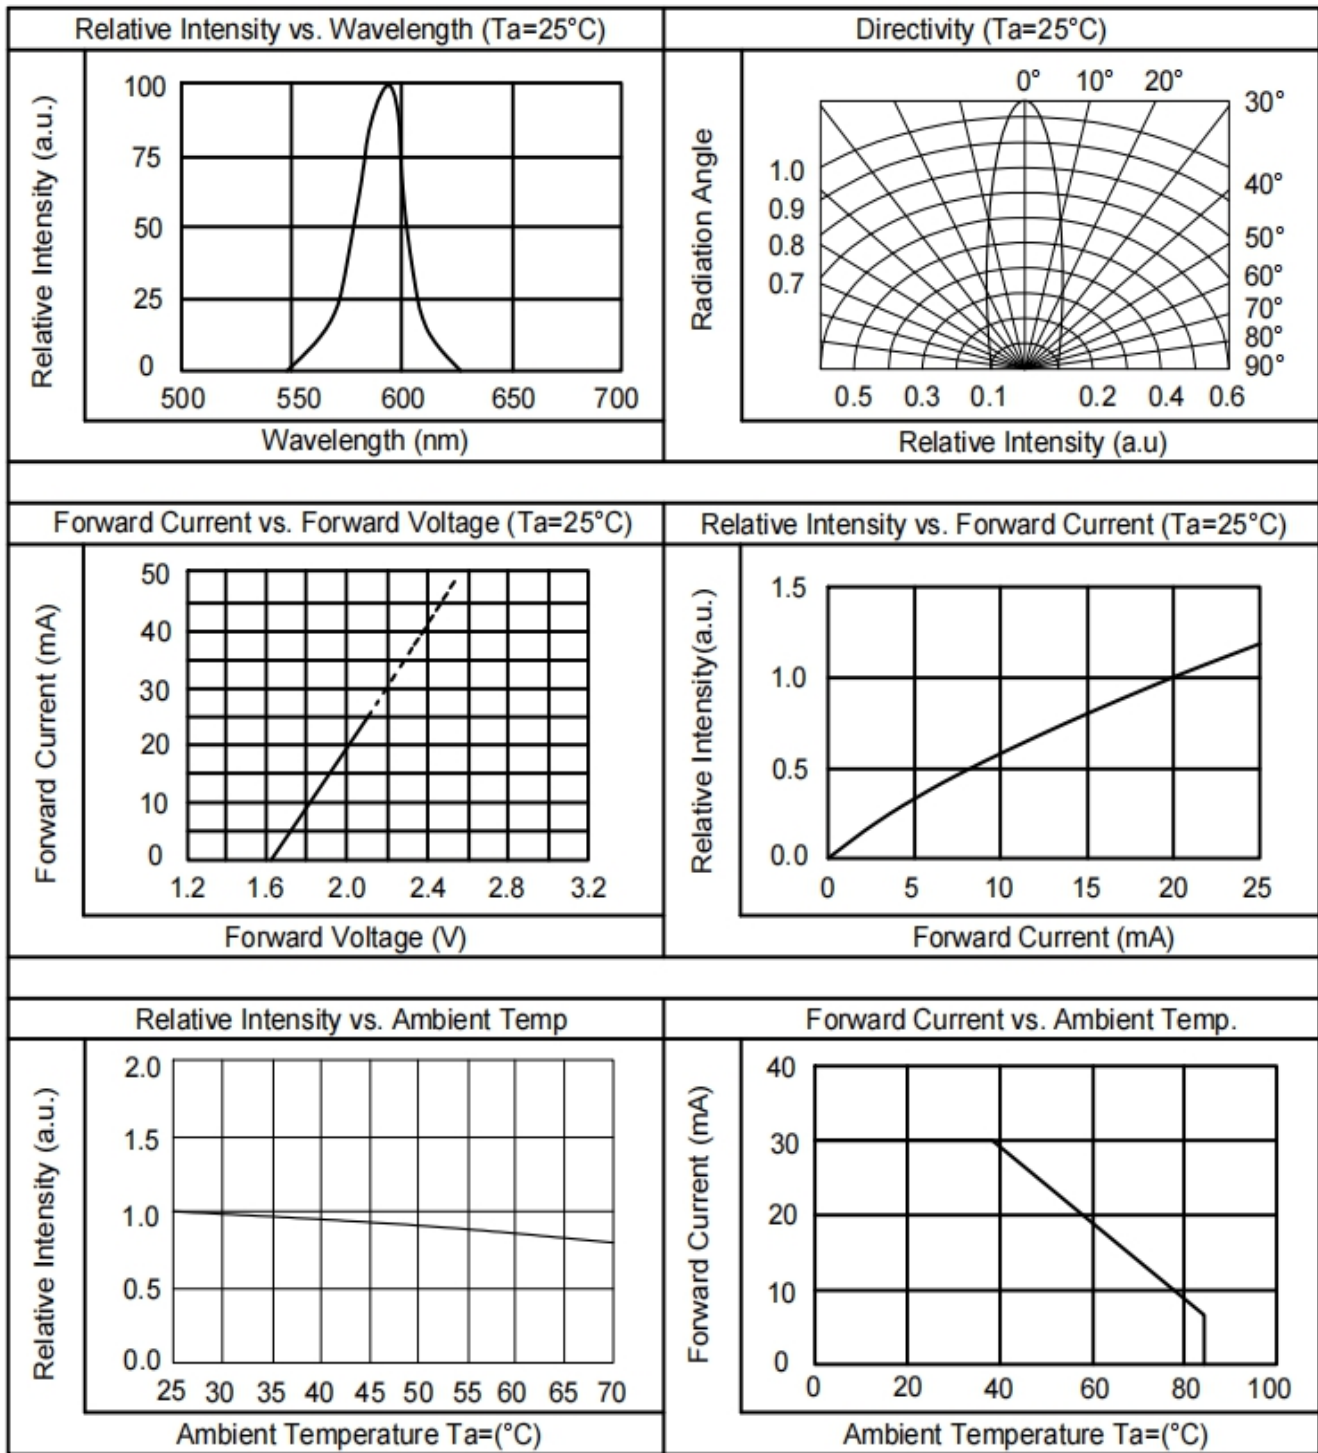 Relative Intensity vs. Wavelength (Ta=25°C)
Relative Intensity (a.u.)
100
75
50
25
0
500 550 600 650 700
Wavelength (nm)
Directivity (Ta=25°C)
Radiation Angle
0° 10° 20°
30°
40°
50°
60°
70°
80°
90°
1.0
0.9
0.8
0.7
0.5 0.3 0.1 0.2 0.4 0.6
Relative Intensity (a.u)
Forward Current vs. Forward Voltage (Ta=25°C)
Forward Current (mA)
50
40
30
20
10
0
1.2 1.6 2.0 2.4 2.8 3.2
Forward Voltage (V)
Relative Intensity vs. Forward Current (Ta=25°C)
Relative Intensity(a.u.)
1.5
1.0
0.5
0.0
0 5 10 15 20 25
Forward Current (mA)
Relative Intensity vs. Ambient Temp
Relative Intensity (a.u.)
2.0
1.5
1.0
0.5
0.0
25 30 35 40 45 50 55 60 65 70
Ambient Temperature Ta=(°C)
Forward Current vs. Ambient Temp.
Forward Current (mA)
40
30
20
10
0
0 20 40 60 80 100
Ambient Temperature Ta=(°C)